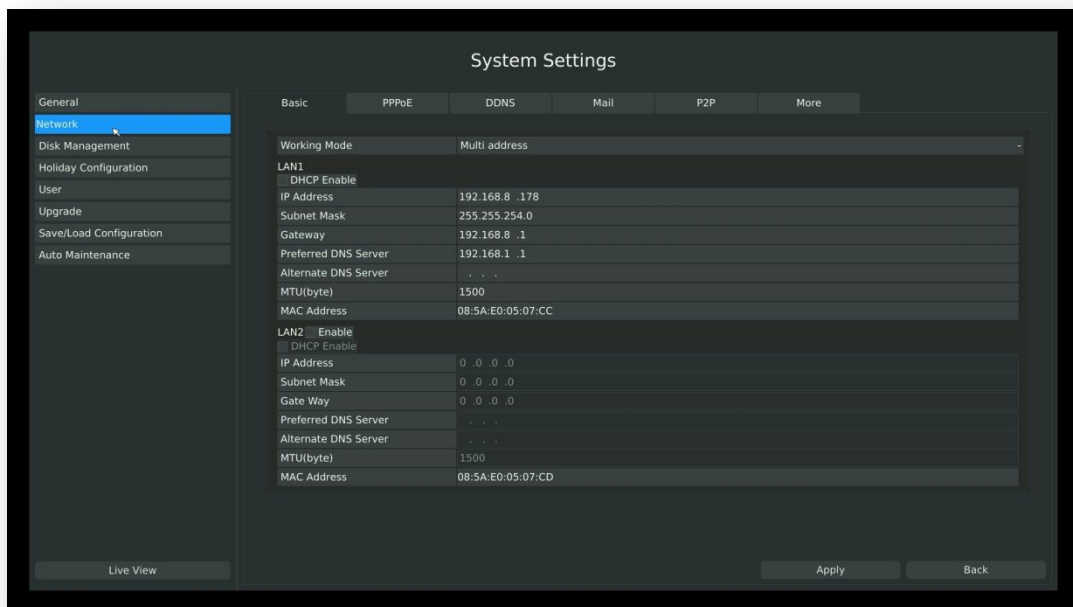 System Settings
General
Network
Disk Management
Holiday Configuration
User
Upgrade
Save/Load Configuration
Auto Maintenance
Live View
Basic PPPoE DDNS Mail P2P More
Working Mode Multi address
LAN1
DHCP Enable
IP Address 192.168.8 .178
Subnet Mask 255.255.254.0
Gateway 192.168.8 .1
Preferred DNS Server 192.168.1 .1
Alternate DNS Server . . .
MTU(byte) 1500
MAC Address 08:5A:E0:05:07:CC
LAN2 Enable
DHCP Enable
IP Address 0 .0 .0 .0
Subnet Mask 0 .0 .0 .0
Gate Way 0 .0 .0 .0
Preferred DNS Server . . .
Alternate DNS Server . . .
MTU(byte) 1500
MAC Address 08:5A:E0:05:07:CD
Apply Back